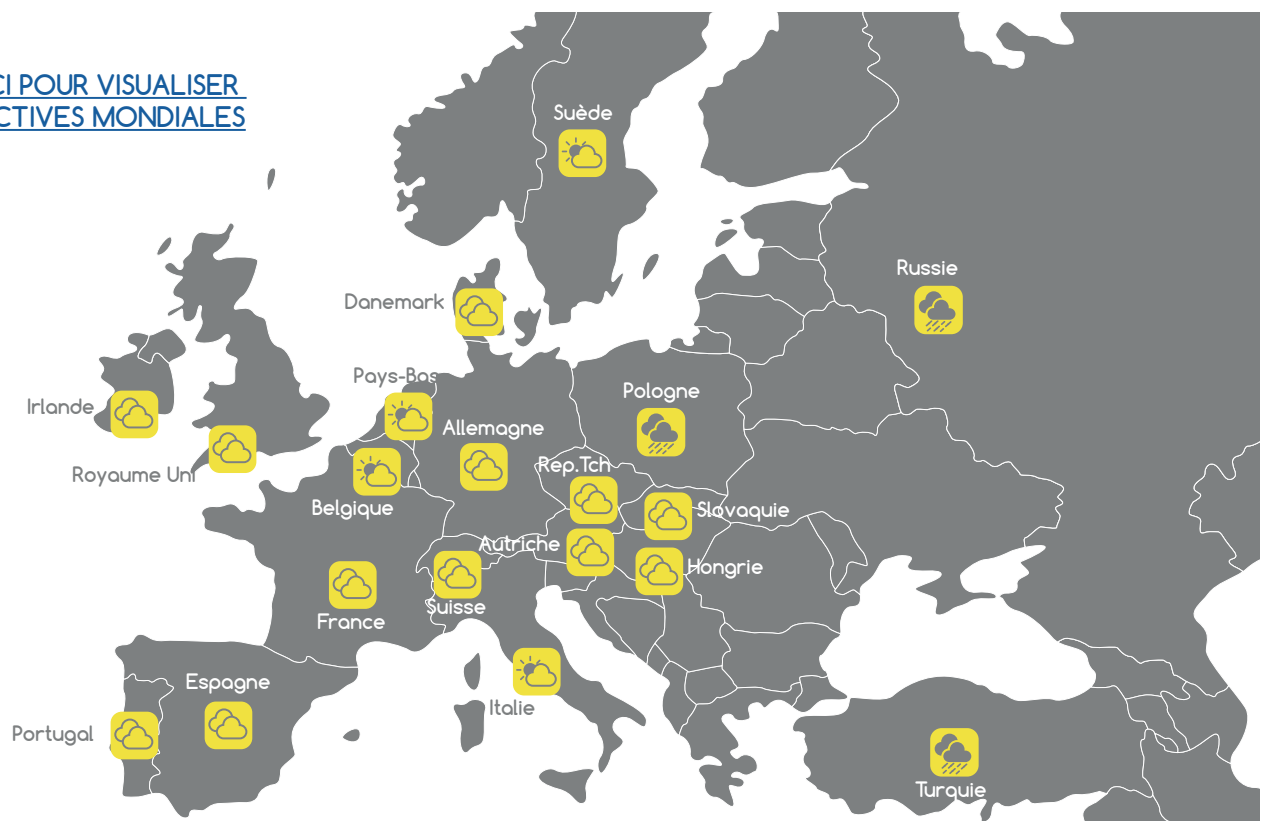 CI POUR VISUALISER
CTIVES MONDIALES
Suède
Russie
Danemark
Pays-Bas
Pologne
Irlande
Allemagne
Rep.Tch
Royaume Uni
Belgique
Slovaquie
Autriche
Hongrie
Suisse
France
Espagne
Italie
Portugal
Turquie